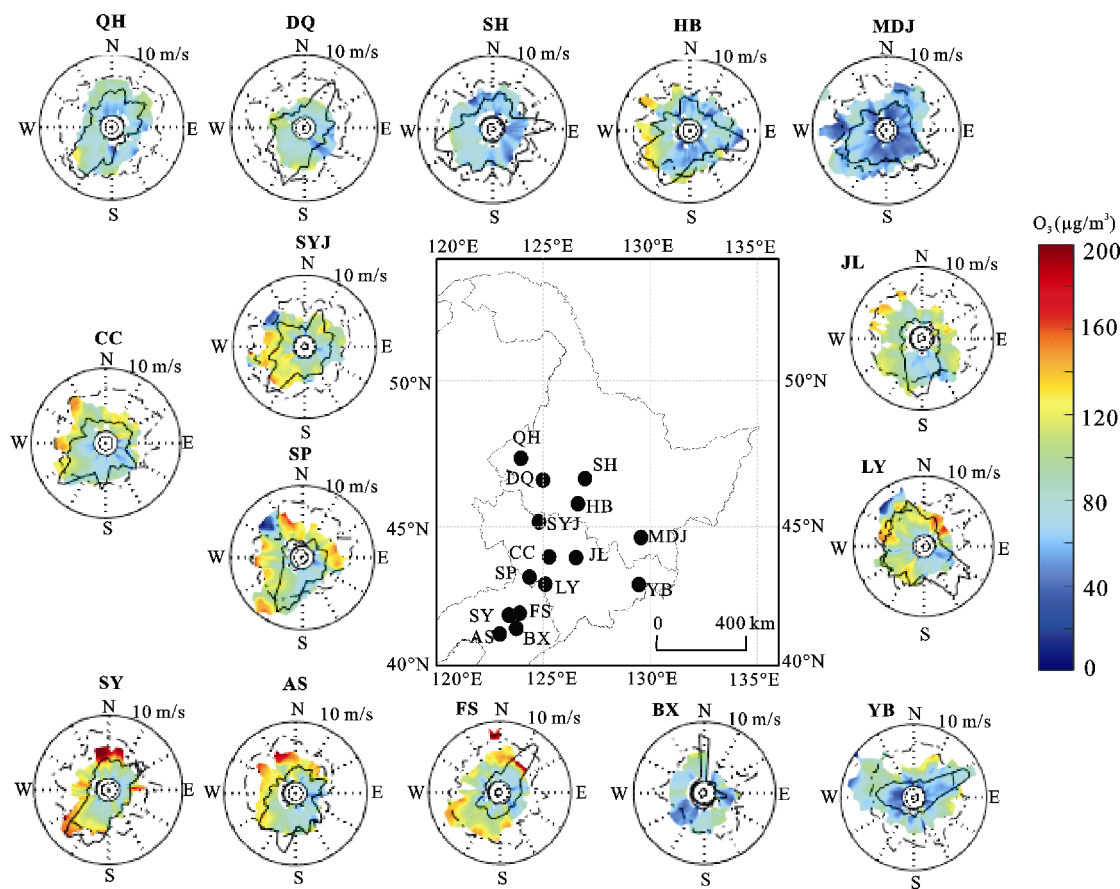 QH DQ SH HB MDJ
N 10 m/s N 10 m/s N 10 m/s N 10 m/s N 10 m/s
W E W E W E W E W E
S S S S S
O₃(μg/m³)
200
160
120
80
40
0
SYJ
N 10 m/s
W E
S
120°E 125°E 130°E 135°E
JL
N 10 m/s
W E
S
CC
N 10 m/s
W E
S
50°N 50°N
QH
DQ SH
HB
45°N SYJ 45°N
MDJ
CC JL
SP LY YB
SY FS
AS BX
0 400 km
40°N 40°N
120°E 125°E 130°E 135°E
SP
N 10 m/s
W E
S
LY
N 10 m/s
W E
S
SY AS FS BX YB
N 10 m/s N 10 m/s N 10 m/s N 10 m/s N 10 m/s
W E W E W E W E W E
S S S S S